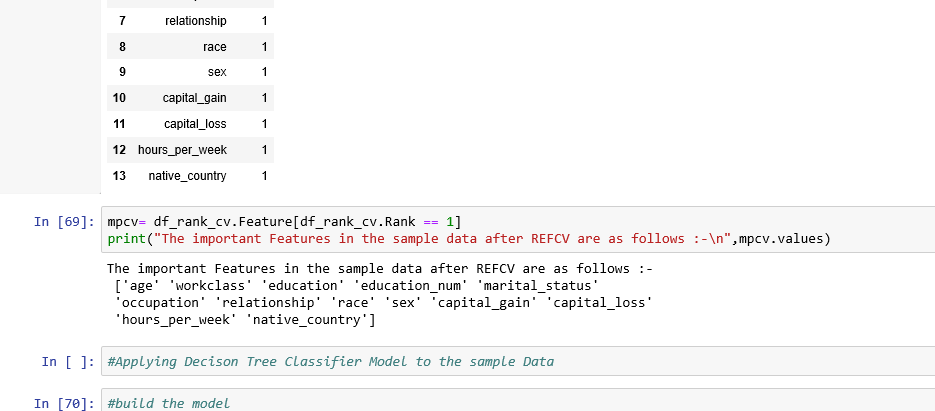 7 relationship 1
8 race 1
9 sex 1
10 capital_gain 1
11 capital_loss 1
12 hours_per_week 1
13 native_country 1
In [69]: mpcv= df_rank_cv.Feature[df_rank_cv.Rank == 1]
print("The important Features in the sample data after REFCV are as follows :-\n",mpcv.values)
The important Features in the sample data after REFCV are as follows :-
['age' 'workclass' 'education' 'education_num' 'marital_status'
'occupation' 'relationship' 'race' 'sex' 'capital_gain' 'capital_loss'
'hours_per_week' 'native_country']
In [ ]: #Applying Decison Tree Classifier Model to the sample Data
In [70]: #build the model